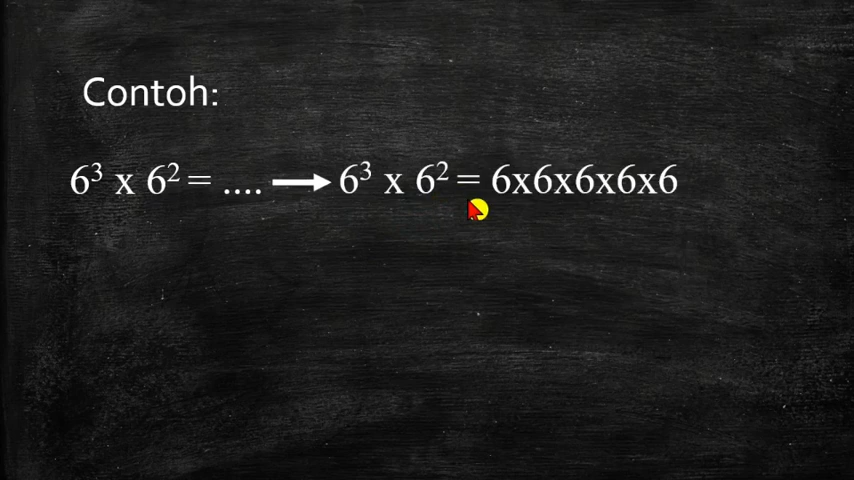 Contoh:
6³ x 6² = .... → 6³ x 6² = 6x6x6x6x6